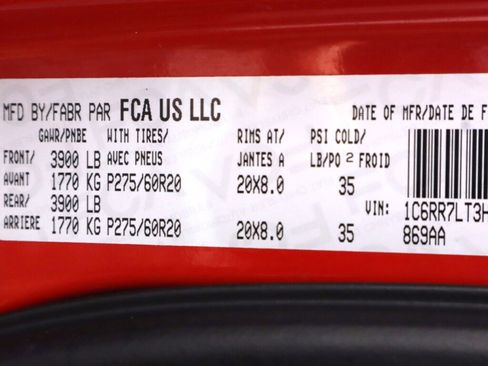 MFD BY/FABR PAR FCA US LLC DATE OF MFR/DATE DE F
GAWR/PNBE WITH TIRES/ RIMS AT/ PSI COLD/
FRONT/ 3900 LB AVEC PNEUS JANTES A LB/PO 2 FROID
AVANT 1770 KG P275/60R20 20X8.0 35
REAR/ 3900 LB VIN: 1C6RR7LT3H
ARRIERE 1770 KG P275/60R20 20X8.0 35 869AA